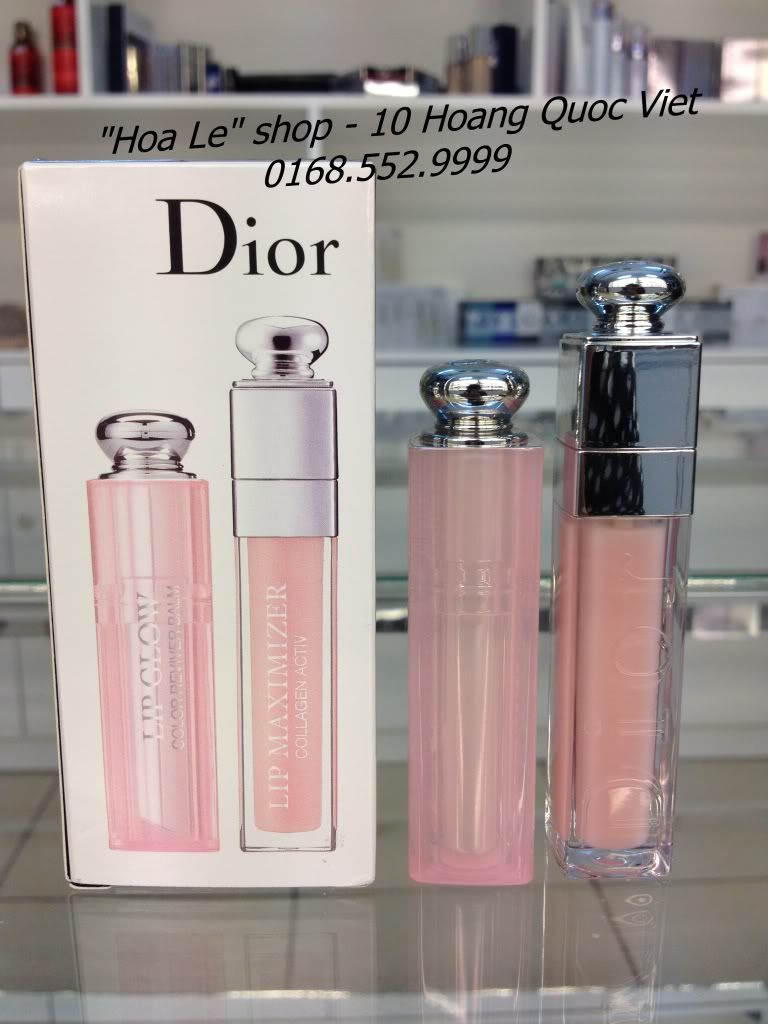 "Hoa Le" shop - 10 Hoang Quoc Viet
0168.552.9999
Dior
LIP GLOW
COLOR REVIVER BALM
LIP MAXIMIZER
COLLAGEN ACTIV
Dior